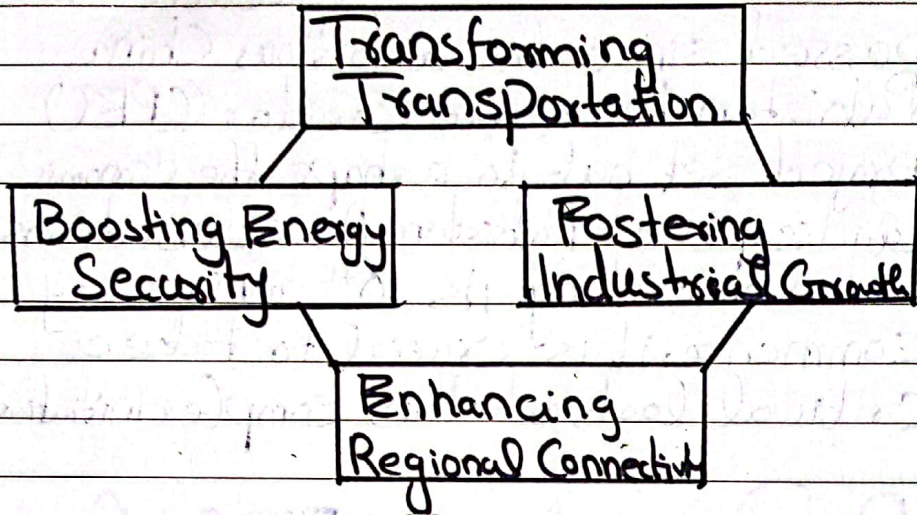 Transforming
Transportation
Boosting Energy
Security
Fostering
Industrial Growth
Enhancing
Regional Connectivity